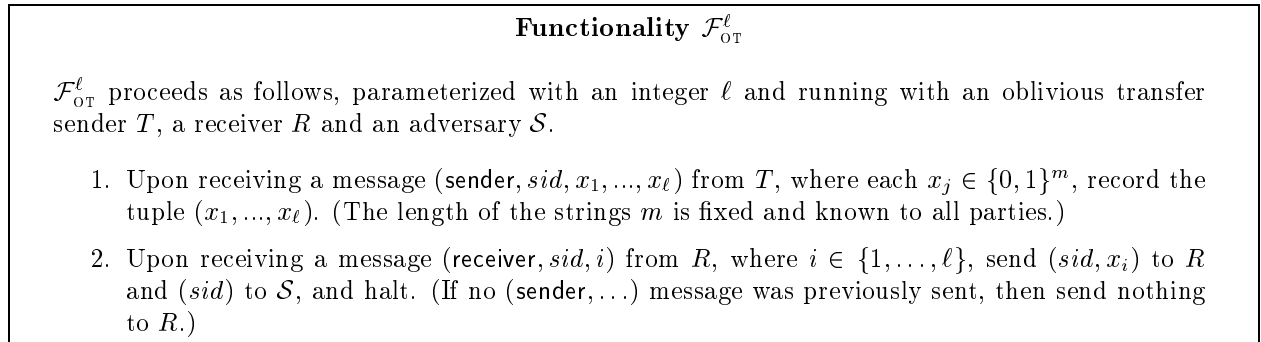 Functionality $\mathcal{F}_{\text{OT}}^{\ell}$
$\mathcal{F}_{\text{OT}}^{\ell}$ proceeds as follows, parameterized with an integer $\ell$ and running with an oblivious transfer
sender $T$, a receiver $R$ and an adversary $\mathcal{S}$.
1. Upon receiving a message (sender, $sid, x_1, ..., x_\ell$) from $T$, where each $x_j \in \{0,1\}^m$, record the
tuple $(x_1, ..., x_\ell)$. (The length of the strings $m$ is fixed and known to all parties.)
2. Upon receiving a message (receiver, $sid, i$) from $R$, where $i \in \{1, \ldots, \ell\}$, send $(sid, x_i)$ to $R$
and $(sid)$ to $\mathcal{S}$, and halt. (If no (sender, $\ldots$) message was previously sent, then send nothing
to $R$.)